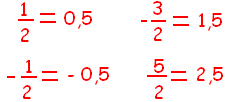 1/2 = 0,5
- 3/2 = 1,5
- 1/2 = - 0,5
5/2 = 2,5